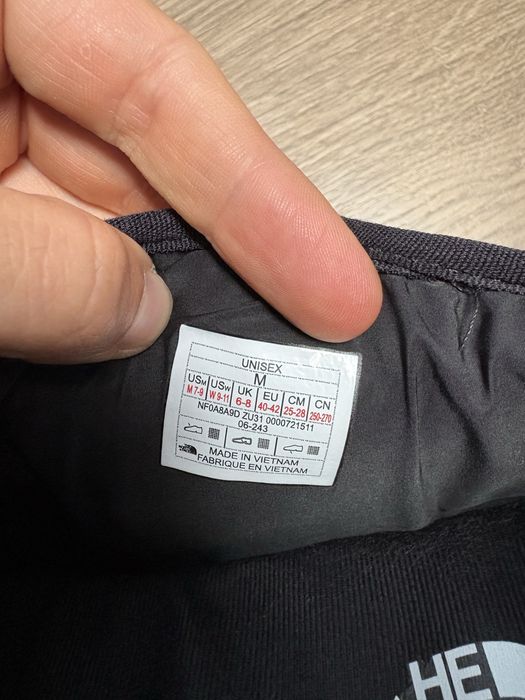 UNISEX
M
USM USW UK EU CM CN
M 7-9 W 9-11 6-8 40-42 25-28 250-270
NF0A8A9D ZU31 0000721511
06-243
MADE IN VIETNAM
FABRIQUE EN VIETNAM
THE